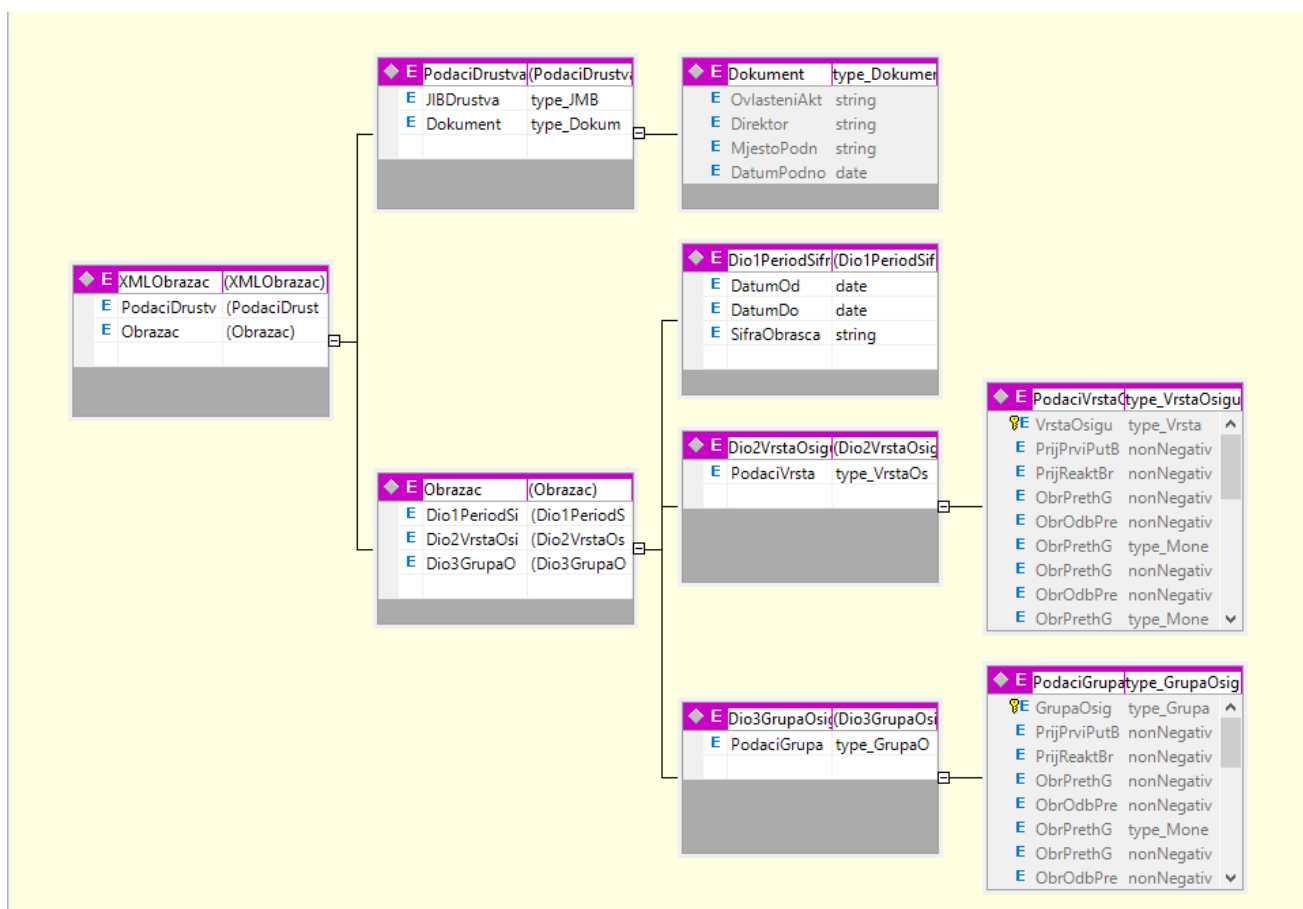 E PodaciDrustva (PodaciDrustva
E JIBDrustva type_JMB
E Dokument type_Dokum
E Dokument type_Dokumen
E OvlasteniAkt string
E Direktor string
E MjestoPodn string
E DatumPodno date
E XMLObrazac (XMLObrazac)
E PodaciDrustv (PodaciDrust
E Obrazac (Obrazac)
E Dio1PeriodSifr (Dio1PeriodSif
E DatumOd date
E DatumDo date
E SifraObrasca string
E Obrazac (Obrazac)
E Dio1PeriodSi (Dio1PeriodS
E Dio2VrstaOsi (Dio2VrstaOs
E Dio3GrupaO (Dio3GrupaO
E Dio2VrstaOsigu (Dio2VrstaOsig
E PodaciVrsta type_VrstaOs
E PodaciVrstaO type_VrstaOsigu
E VrstaOsigu type_Vrsta
E PrijPrviPutB nonNegativ
E PrijReaktBr nonNegativ
E ObrPrethG nonNegativ
E ObrOdbPre nonNegativ
E ObrPrethG type_Mone
E ObrPrethG nonNegativ
E ObrOdbPre nonNegativ
E ObrPrethG type_Mone
E Dio3GrupaOsig (Dio3GrupaOsi
E PodaciGrupa type_GrupaO
E PodaciGrupa type_GrupaOsig
E GrupaOsig type_Grupa
E PrijPrviPutB nonNegativ
E PrijReaktBr nonNegativ
E ObrPrethG nonNegativ
E ObrOdbPre nonNegativ
E ObrPrethG type_Mone
E ObrPrethG nonNegativ
E ObrOdbPre nonNegativ